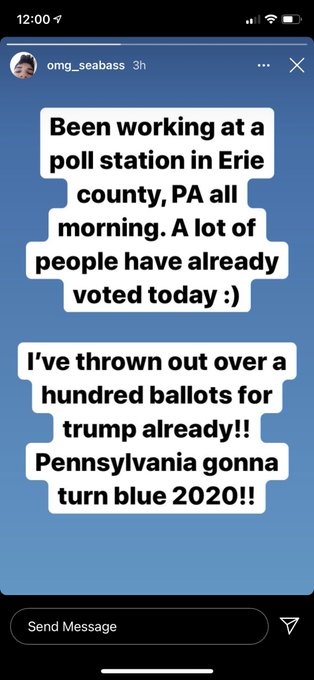 12:00
omg_seabass 3h
Been working at a
poll station in Erie
county, PA all
morning. A lot of
people have already
voted today :)
I've thrown out over a
hundred ballots for
trump already!!
Pennsylvania gonna
turn blue 2020!!
Send Message